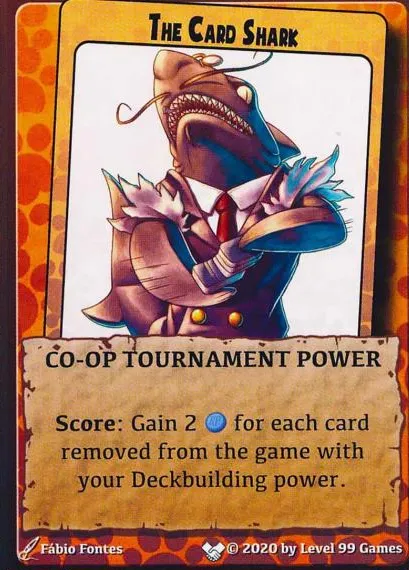 The Card Shark
CO-OP TOURNAMENT POWER
Score: Gain 2 for each card
removed from the game with
your Deckbuilding power.
Fábio Fontes
© 2020 by Level 99 Games